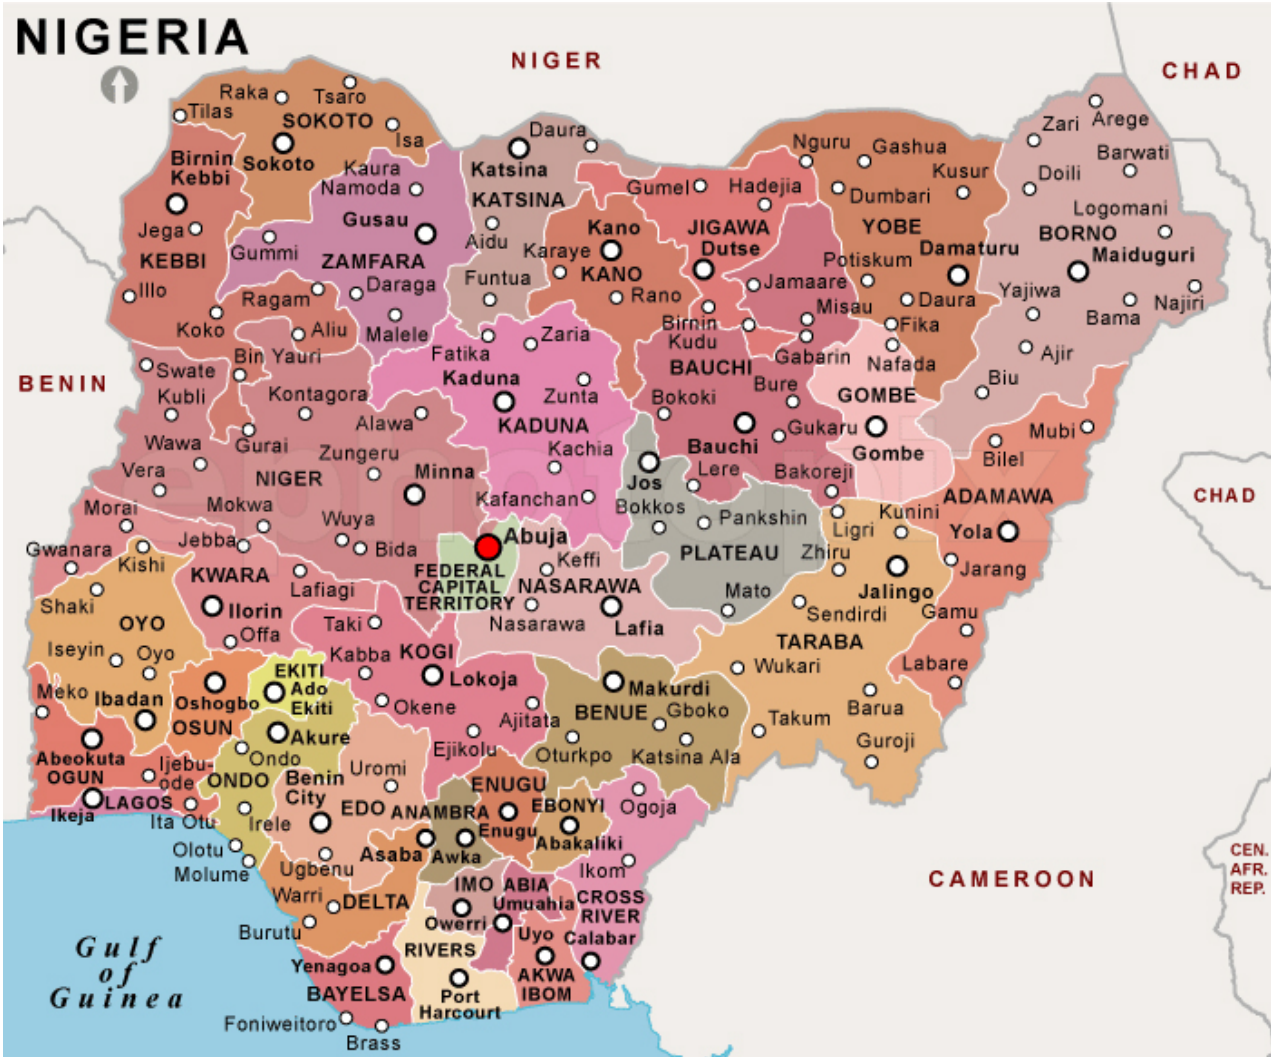 NIGERIA
NIGER
CHAD
Raka
Tsaro
Tilas
SOKOTO
Isa
Sokoto
Birnin
Kebbi
Kaura
Namoda
Daura
Katsina
KATSINA
Nguru
Gashua
Zari
Arege
Kusur
Barwati
Doili
Gumel
Hadejia
Dumbari
Logomani
Jega
Gusau
Gummi
Aidu
Kano
JIGAWA
Dutse
YOBE
Damaturu
BORNO
Maiduguri
KEBBI
ZAMFARA
Karaye
KANO
Potiskum
Illo
Ragam
Daraga
Funtua
Rano
Jamaare
Misau
Daura
Yajiwa
Bama
Najiri
Koko
Aliu
Malele
Birnin
Kudu
Fika
Zaria
Fatika
Bin Yauri
Gabarin
Nafada
Ajir
BENIN
Swate
Kubli
Kontagora
Kaduna
KADUNA
Zunta
BAUCHI
Bure
GOMBE
Biu
Bokoki
Alawa
Wawa
Gurai
Zungeru
Kachia
Bauchi
Gukaru
Gombe
Mubi
Bilel
Vera
NIGER
Minna
Jos
Lere
Bakoreji
CHAD
Morai
Mokwa
Kafanchan
Bokkos
Pankshin
Ligri
Kunini
ADAMAWA
Yola
Gwanara
Jebba
Wuya
Bida
Abuja
PLATEAU
Zhiru
Kishi
KWARA
Lafiagi
FEDERAL
CAPITAL
TERRITORY
Keffi
NASARAWA
Nasarawa
Lafia
Mato
Jalingo
Jarang
Shaki
OYO
Ilorin
Offa
Taki
Sendirdi
Gamu
TARABA
Iseyin
Oyo
Kabba
KOGI
Lokoja
Wukari
Labare
Meko
Ibadan
Oshogbo
OSUN
EKITI
Ado
Ekiti
Okene
Ajitata
Makurdi
BENUE
Gboko
Barua
Takum
Abeokuta
OGUN
Akure
Ondo
Ejikolu
Oturkpo
Katsina Ala
Guroji
Ijebu-
ode
ONDO
Benin
City
Uromi
ENUGU
Ogoja
Ikeja
LAGOS
Ita Otu
Irele
EDO
ANAMBRA
Enugu
EBONYI
Abakaliki
Olotu
Molume
Ugbenu
Asaba
Awka
Ikom
CAMEROON
CEN.
AFR.
REP.
Warri
DELTA
IMO
Owerri
ABIA
Umuahia
CROSS
RIVER
Calabar
Burutu
Gulf
of
Guinea
Yenagoa
BAYELSA
RIVERS
Port
Harcourt
Uyo
AKWA
IBOM
Foniweitoro
Brass